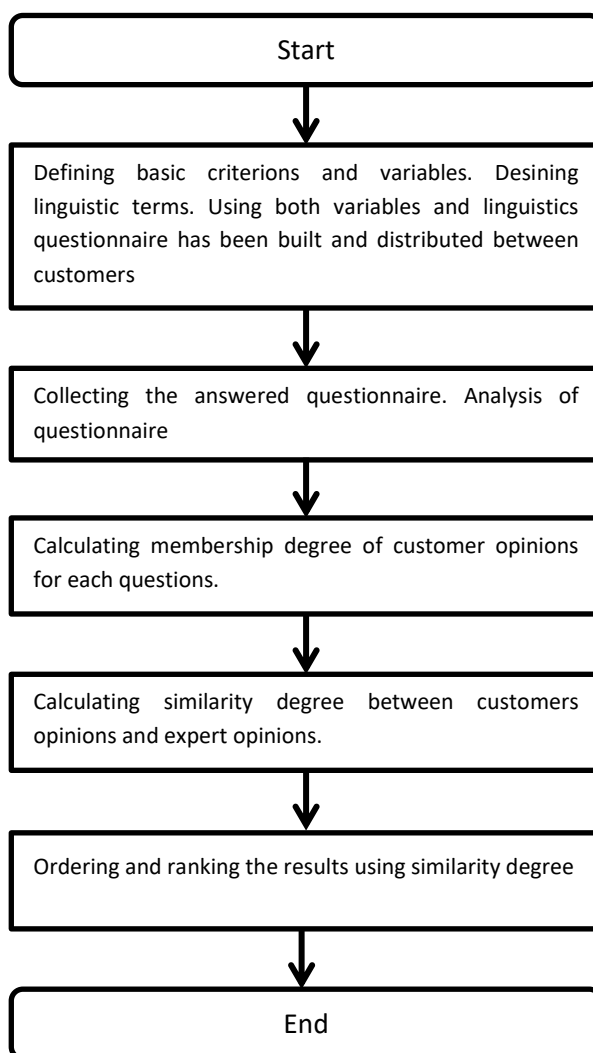 Start
Defining basic criterions and variables. Desining
linguistic terms. Using both variables and linguistics
questionnaire has been built and distributed between
customers
Collecting the answered questionnaire. Analysis of
questionnaire
Calculating membership degree of customer opinions
for each questions.
Calculating similarity degree between customers
opinions and expert opinions.
Ordering and ranking the results using similarity degree
End